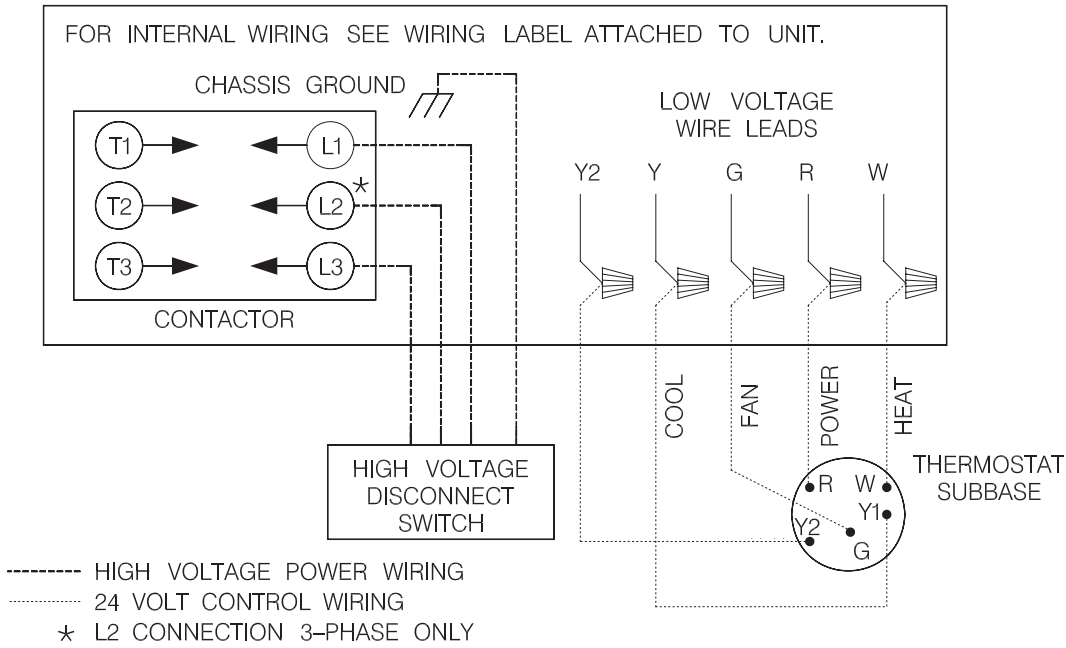 FOR INTERNAL WIRING SEE WIRING LABEL ATTACHED TO UNIT.
CHASSIS GROUND
LOW VOLTAGE
WIRE LEADS
T1
L1
T2
L2
*
T3
L3
CONTACTOR
Y2
Y
G
R
W
COOL
FAN
POWER
HEAT
HIGH VOLTAGE
DISCONNECT
SWITCH
THERMOSTAT
SUBBASE
R
W
Y1
Y2
G
HIGH VOLTAGE POWER WIRING
24 VOLT CONTROL WIRING
* L2 CONNECTION 3-PHASE ONLY